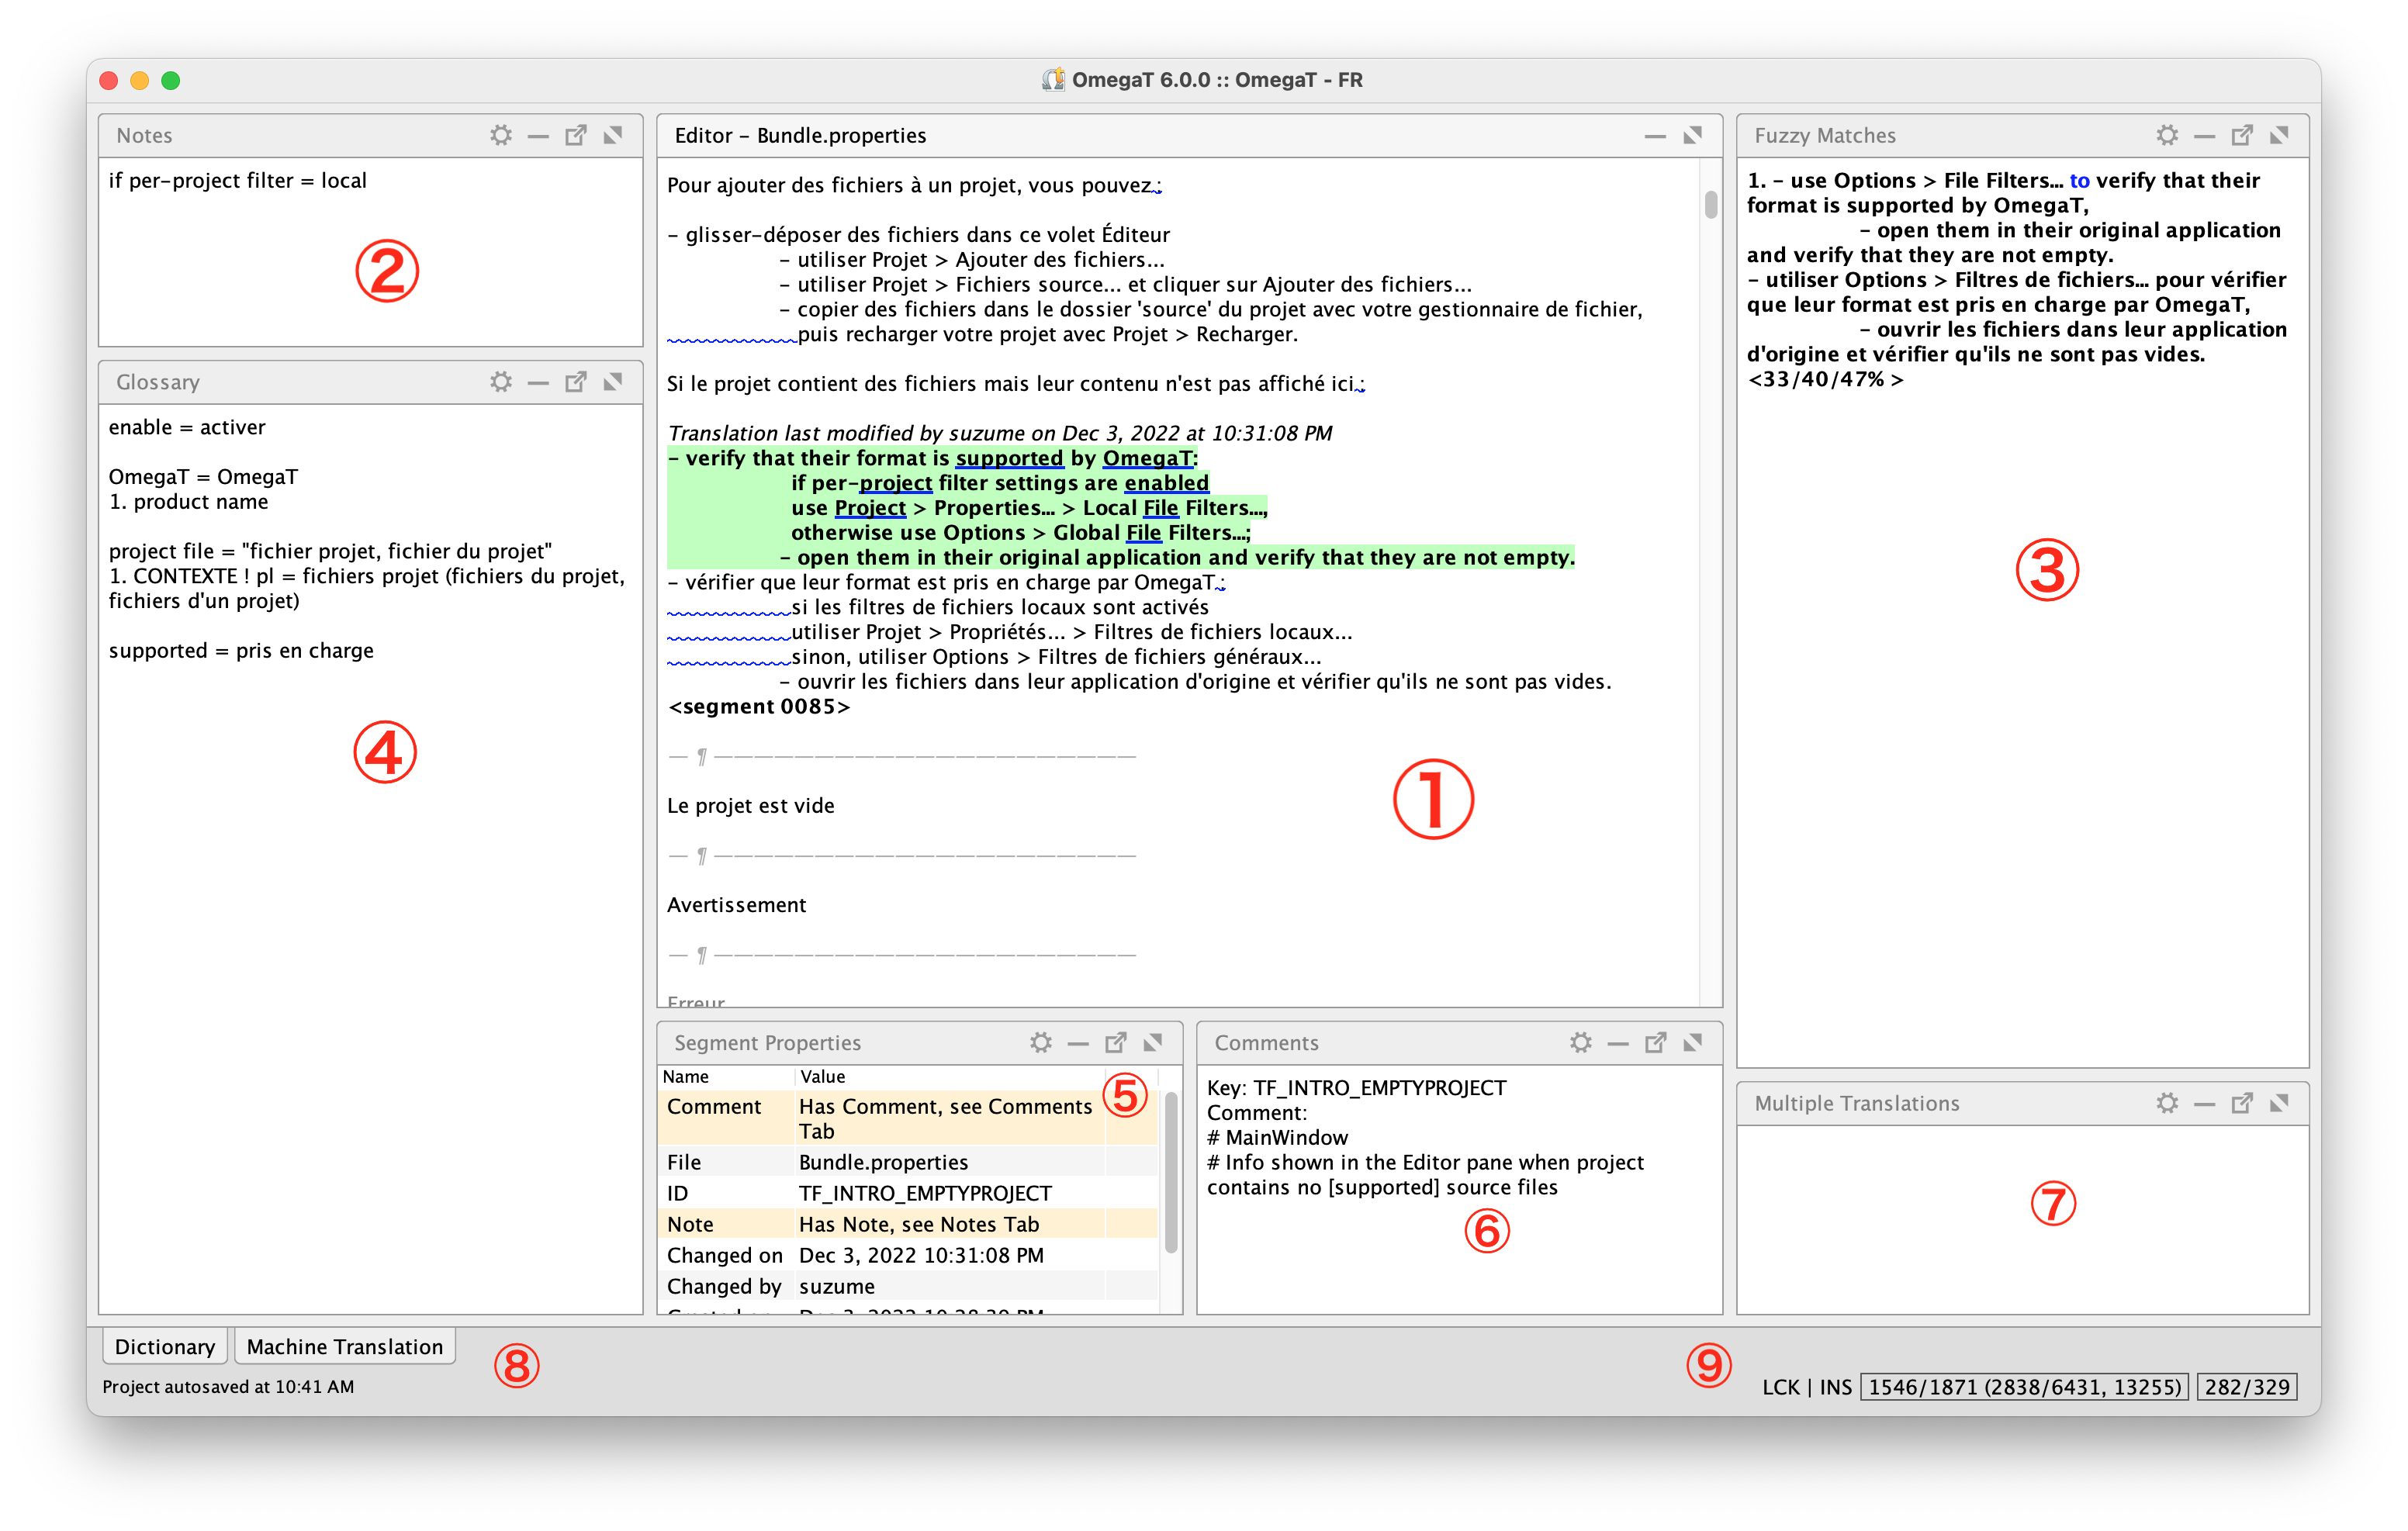 OmegaT 6.0.0 :: OmegaT - FR
Notes
if per-project filter = local
②
Glossary
enable = activer
OmegaT = OmegaT
1. product name
project file = "fichier projet, fichier du projet"
1. CONTEXTE ! pl = fichiers projet (fichiers du projet,
fichiers d'un projet)
supported = pris en charge
④
Editor - Bundle.properties
Pour ajouter des fichiers à un projet, vous pouvez :
- glisser-déposer des fichiers dans ce volet Éditeur
- utiliser Projet > Ajouter des fichiers...
- utiliser Projet > Fichiers source... et cliquer sur Ajouter des fichiers...
- copier des fichiers dans le dossier 'source' du projet avec votre gestionnaire de fichier,
puis recharger votre projet avec Projet > Recharger.
Si le projet contient des fichiers mais leur contenu n'est pas affiché ici :
Translation last modified by suzume on Dec 3, 2022 at 10:31:08 PM
- verify that their format is supported by OmegaT:
if per-project filter settings are enabled
use Project > Properties... > Local File Filters...,
otherwise use Options > Global File Filters...;
- open them in their original application and verify that they are not empty.
- vérifier que leur format est pris en charge par OmegaT :
si les filtres de fichiers locaux sont activés
utiliser Projet > Propriétés... > Filtres de fichiers locaux...
sinon, utiliser Options > Filtres de fichiers généraux...
- ouvrir les fichiers dans leur application d'origine et vérifier qu'ils ne sont pas vides.
<segment 0085>
— ¶ —————————————————————
Le projet est vide
①
— ¶ —————————————————————
Avertissement
— ¶ —————————————————————
Erreur
Fuzzy Matches
1. - use Options > File Filters... to verify that their
format is supported by OmegaT,
- open them in their original application
and verify that they are not empty.
- utiliser Options > Filtres de fichiers... pour vérifier
que leur format est pris en charge par OmegaT,
- ouvrir les fichiers dans leur application
d'origine et vérifier qu'ils ne sont pas vides.
<33/40/47% >
③
Segment Properties
Name Value
⑤
Comment Has Comment, see Comments
Tab
File Bundle.properties
ID TF_INTRO_EMPTYPROJECT
Note Has Note, see Notes Tab
Changed on Dec 3, 2022 10:31:08 PM
Changed by suzume
Comments
Key: TF_INTRO_EMPTYPROJECT
Comment:
# MainWindow
# Info shown in the Editor pane when project
contains no [supported] source files
⑥
Multiple Translations
⑦
Dictionary Machine Translation
⑧
⑨
Project autosaved at 10:41 AM
LCK | INS 1546/1871 (2838/6431, 13255) 282/329